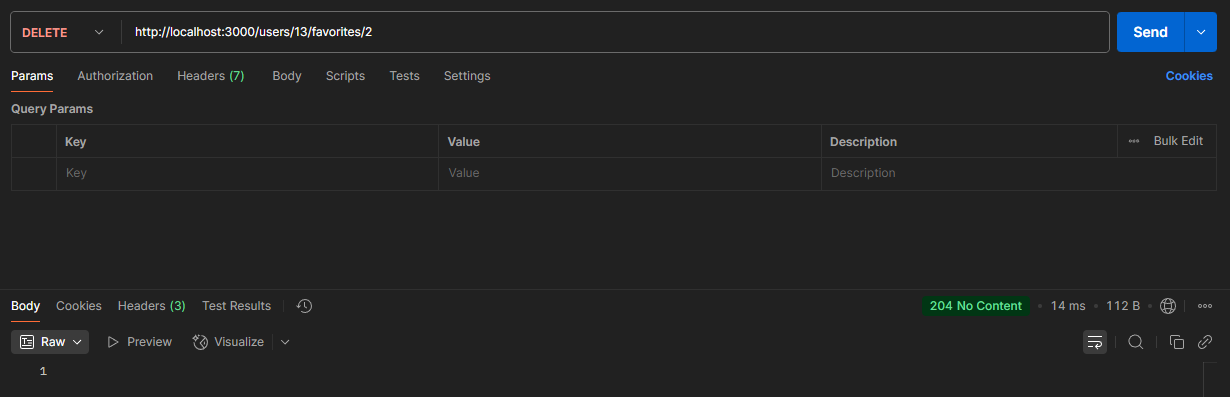 DELETE http://localhost:3000/users/13/favorites/2 Send
Params Authorization Headers (7) Body Scripts Tests Settings Cookies
Query Params
Key Value Description Bulk Edit
Key Value Description
Body Cookies Headers (3) Test Results 204 No Content 14 ms 112 B
Raw Preview Visualize
1